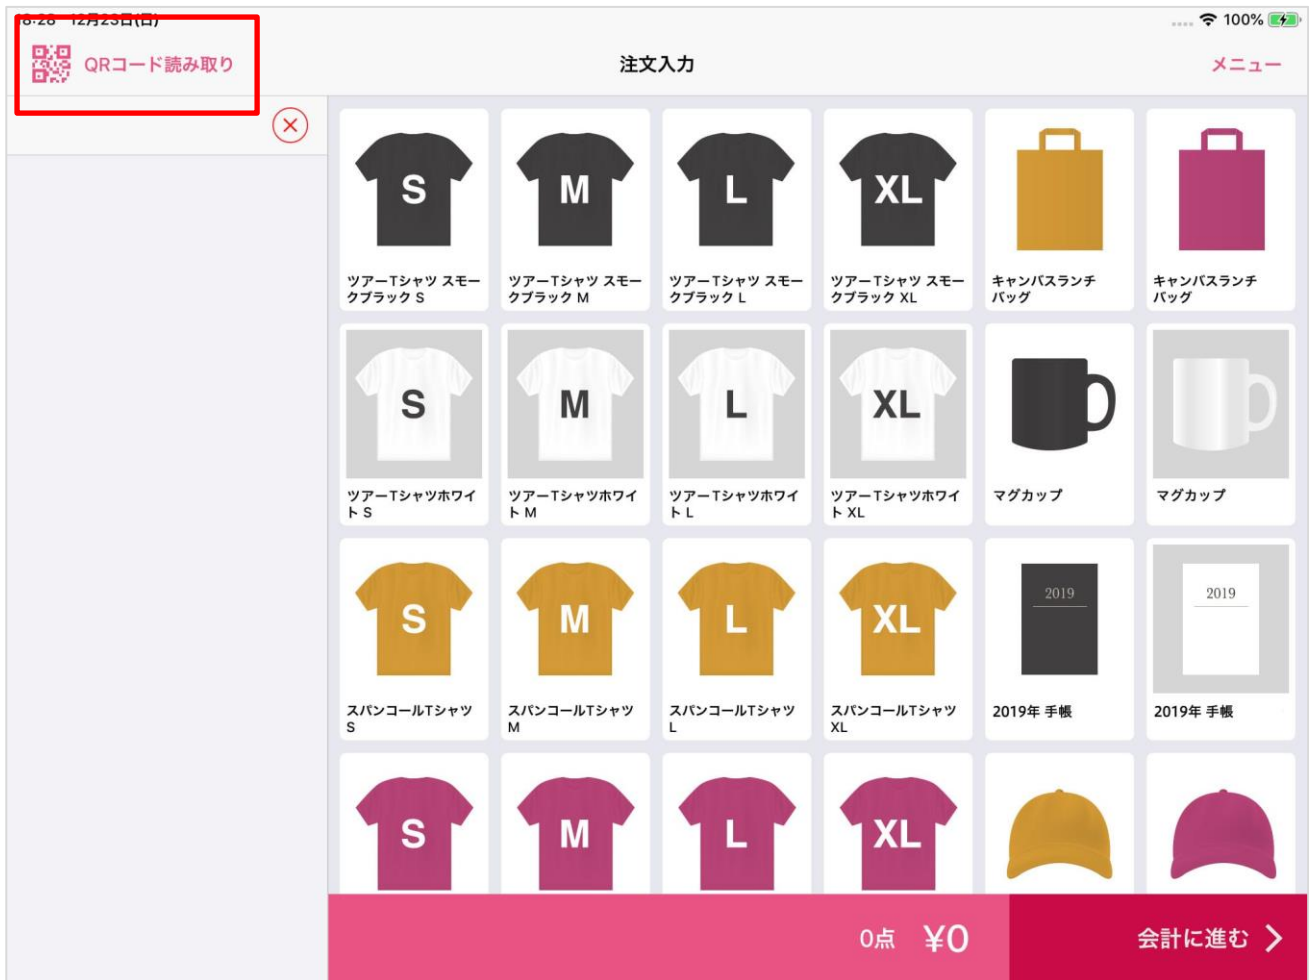 18:28 12月23日(日)
100%
QRコード読み取り
注文入力
メニュー
S
M
L
XL
ツアーTシャツ スモー
クブラック S
ツアーTシャツ スモー
クブラック M
ツアーTシャツ スモー
クブラック L
ツアーTシャツ スモー
クブラック XL
キャンバスランチ
バッグ
キャンバスランチ
バッグ
S
M
L
XL
ツアーTシャツホワイ
ト S
ツアーTシャツホワイ
ト M
ツアーTシャツホワイ
ト L
ツアーTシャツホワイ
ト XL
マグカップ
マグカップ
S
M
L
XL
2019
2019
スパンコールTシャツ
S
スパンコールTシャツ
M
スパンコールTシャツ
L
スパンコールTシャツ
XL
2019年 手帳
2019年 手帳
S
M
L
XL
0点 ¥0
会計に進む